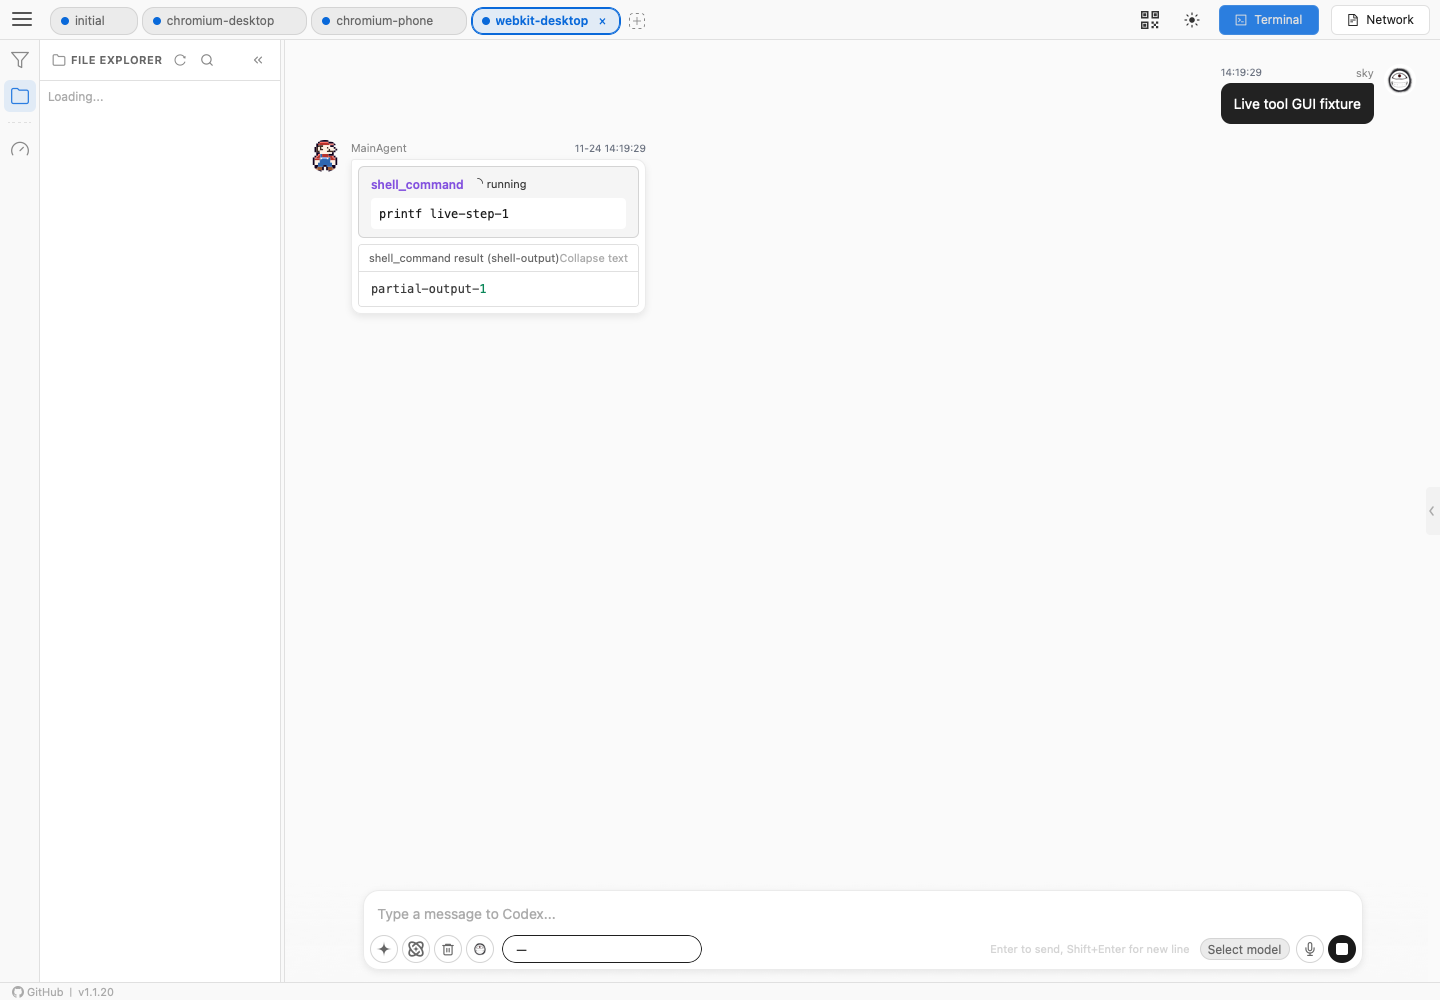 initial
chromium-desktop
chromium-phone
webkit-desktop ×
Terminal
Network
FILE EXPLORER
Loading...
14:19:29 sky
Live tool GUI fixture
MainAgent 11-24 14:19:29
shell_command running
printf live-step-1
shell_command result (shell-output)Collapse text
partial-output-1
Type a message to Codex...
—
Enter to send, Shift+Enter for new line
Select model
GitHub | v1.1.20